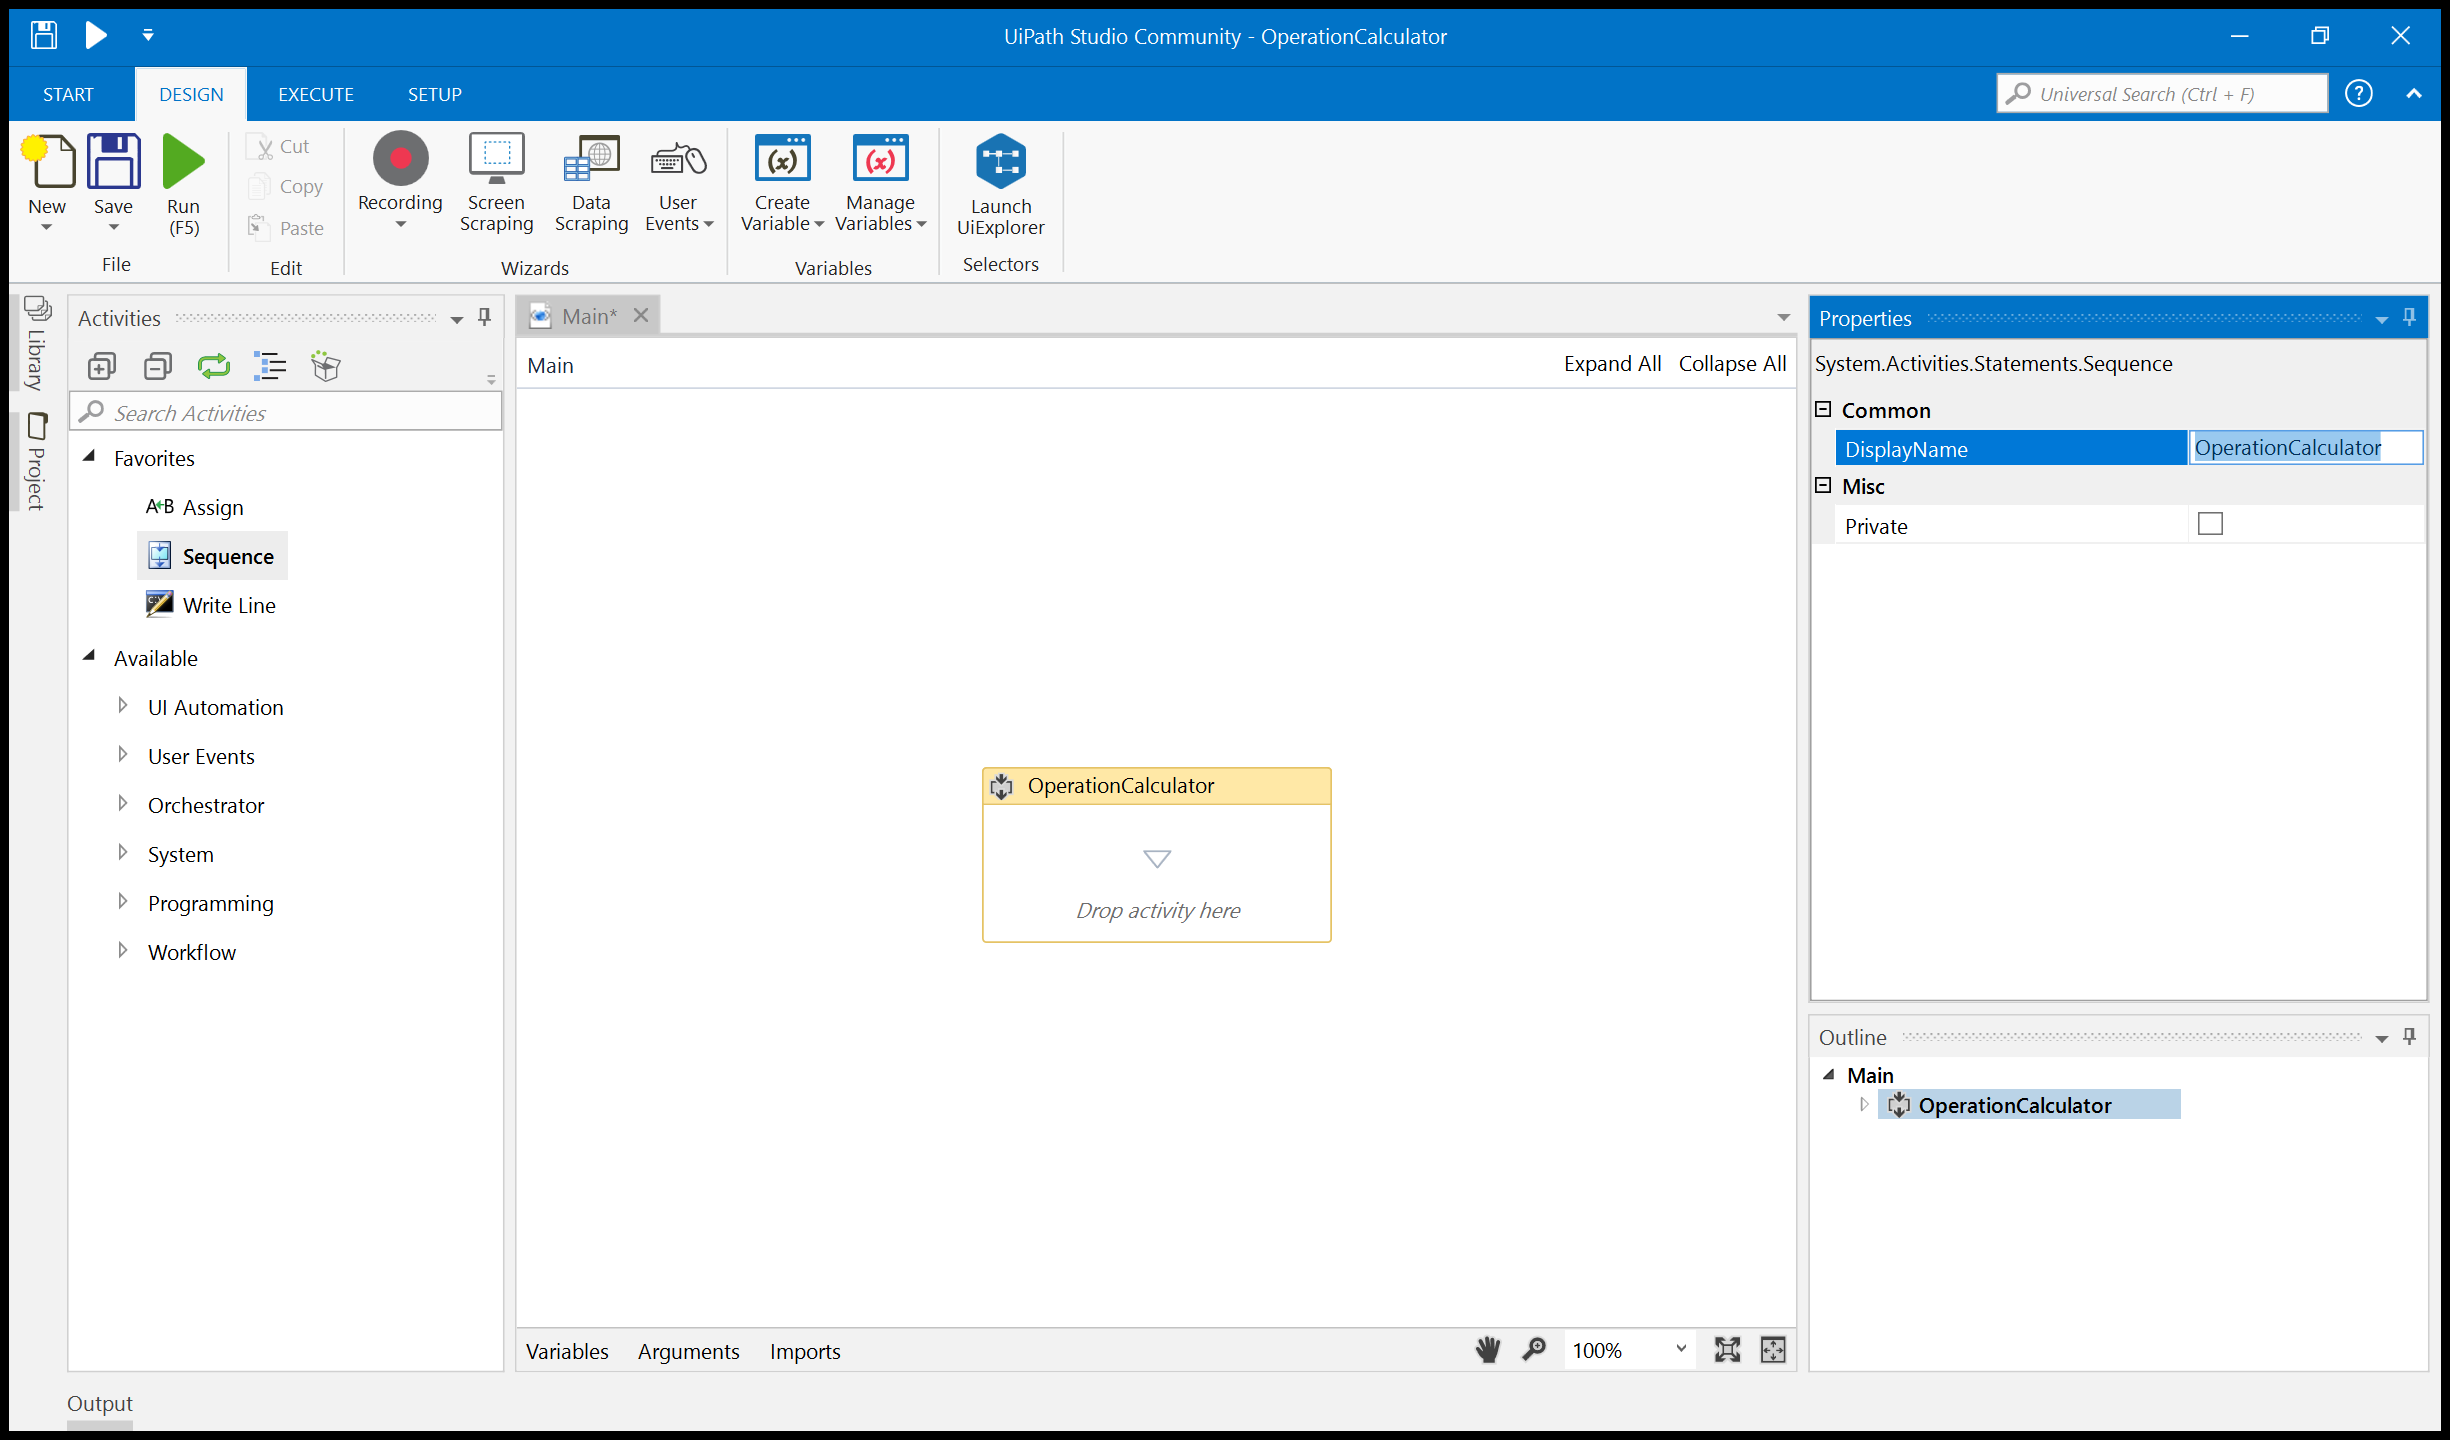 UiPath Studio Community - OperationCalculator
START DESIGN EXECUTE SETUP
Universal Search (Ctrl + F)
New
Save
Run
(F5)
File
Cut
Copy
Paste
Edit
Recording
Screen
Scraping
Data
Scraping
User
Events
Wizards
Create
Variable
Manage
Variables
Variables
Launch
UiExplorer
Selectors
Library
Project
Activities
Search Activities
Favorites
A B Assign
Sequence
Write Line
Available
UI Automation
User Events
Orchestrator
System
Programming
Workflow
Main*
Main
Expand All Collapse All
OperationCalculator
Drop activity here
Variables Arguments Imports
100%
Properties
System.Activities.Statements.Sequence
Common
DisplayName OperationCalculator
Misc
Private
Outline
Main
OperationCalculator
Output